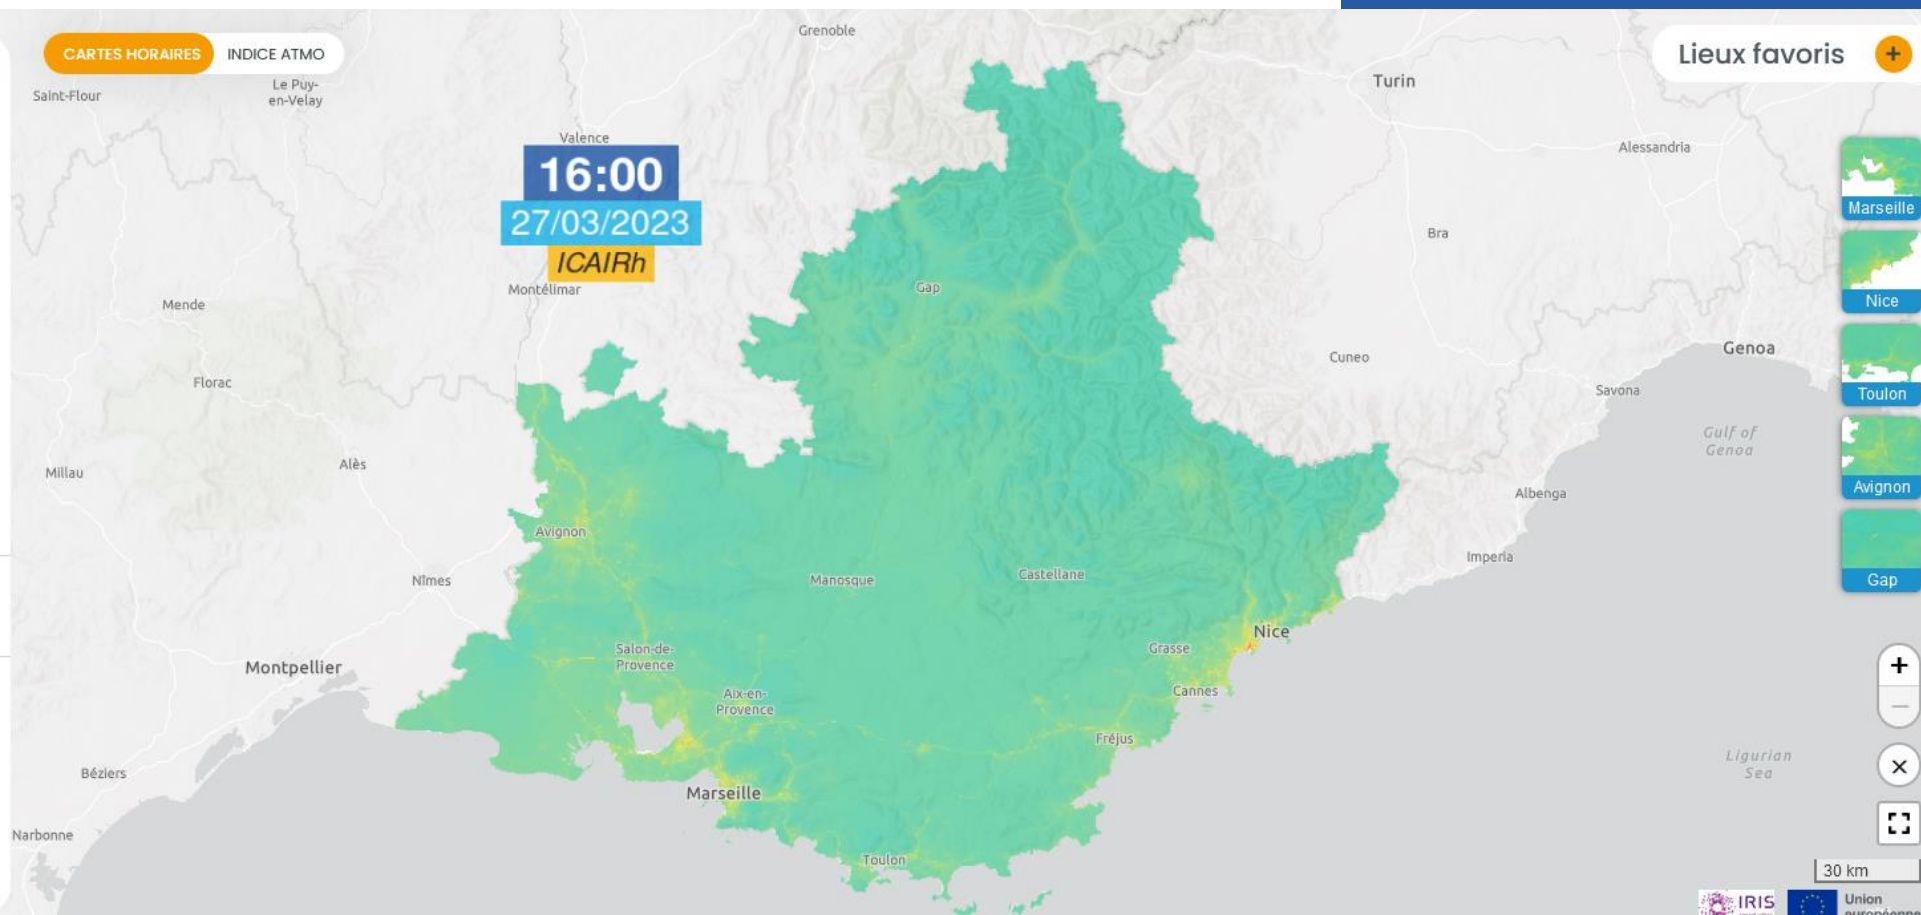 CARTES HORAIRES
INDICE ATMO
Lieux favoris +
Grenoble
Turin
Saint-Flour
Le Puy-
en-Velay
Valence
Alessandria
16:00
27/03/2023
ICAIRh
Marseille
Bra
Montélimar
Gap
Nice
Mende
Genoa
Cuneo
Florac
Savona
Toulon
Gulf of
Genoa
Alès
Millau
Albenga
Avignon
Avignon
Imperia
Nîmes
Manosque
Castellane
Gap
Nice
Salon-de-
Provence
Grasse
Montpellier
Aix-en-
Provence
Cannes
+
−
Fréjus
Ligurian
Sea
×
Béziers
Marseille
Narbonne
Toulon
30 km
IRIS
Union
européenne